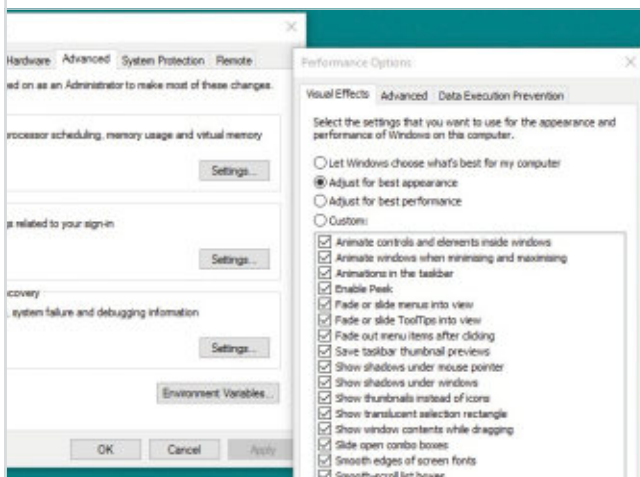 Hardware Advanced System Protection Remote
ed on as an Administrator to make most of these changes.
processor scheduling, memory usage and virtual memory
Settings...
s related to your sign-in
Settings...
covery
, system failure and debugging information
Settings...
Environment Variables...
OK Cancel Apply
Performance Options
Visual Effects Advanced Data Execution Prevention
Select the settings that you want to use for the appearance and
performance of Windows on this computer.
Let Windows choose what's best for my computer
Adjust for best appearance
Adjust for best performance
Custom:
Animate controls and elements inside windows
Animate windows when minimising and maximising
Animations in the taskbar
Enable Peek
Fade or slide menus into view
Fade or slide ToolTips into view
Fade out menu items after clicking
Save taskbar thumbnail previews
Show shadows under mouse pointer
Show shadows under windows
Show thumbnails instead of icons
Show translucent selection rectangle
Show window contents while dragging
Slide open combo boxes
Smooth edges of screen fonts
Smooth-scroll list boxes